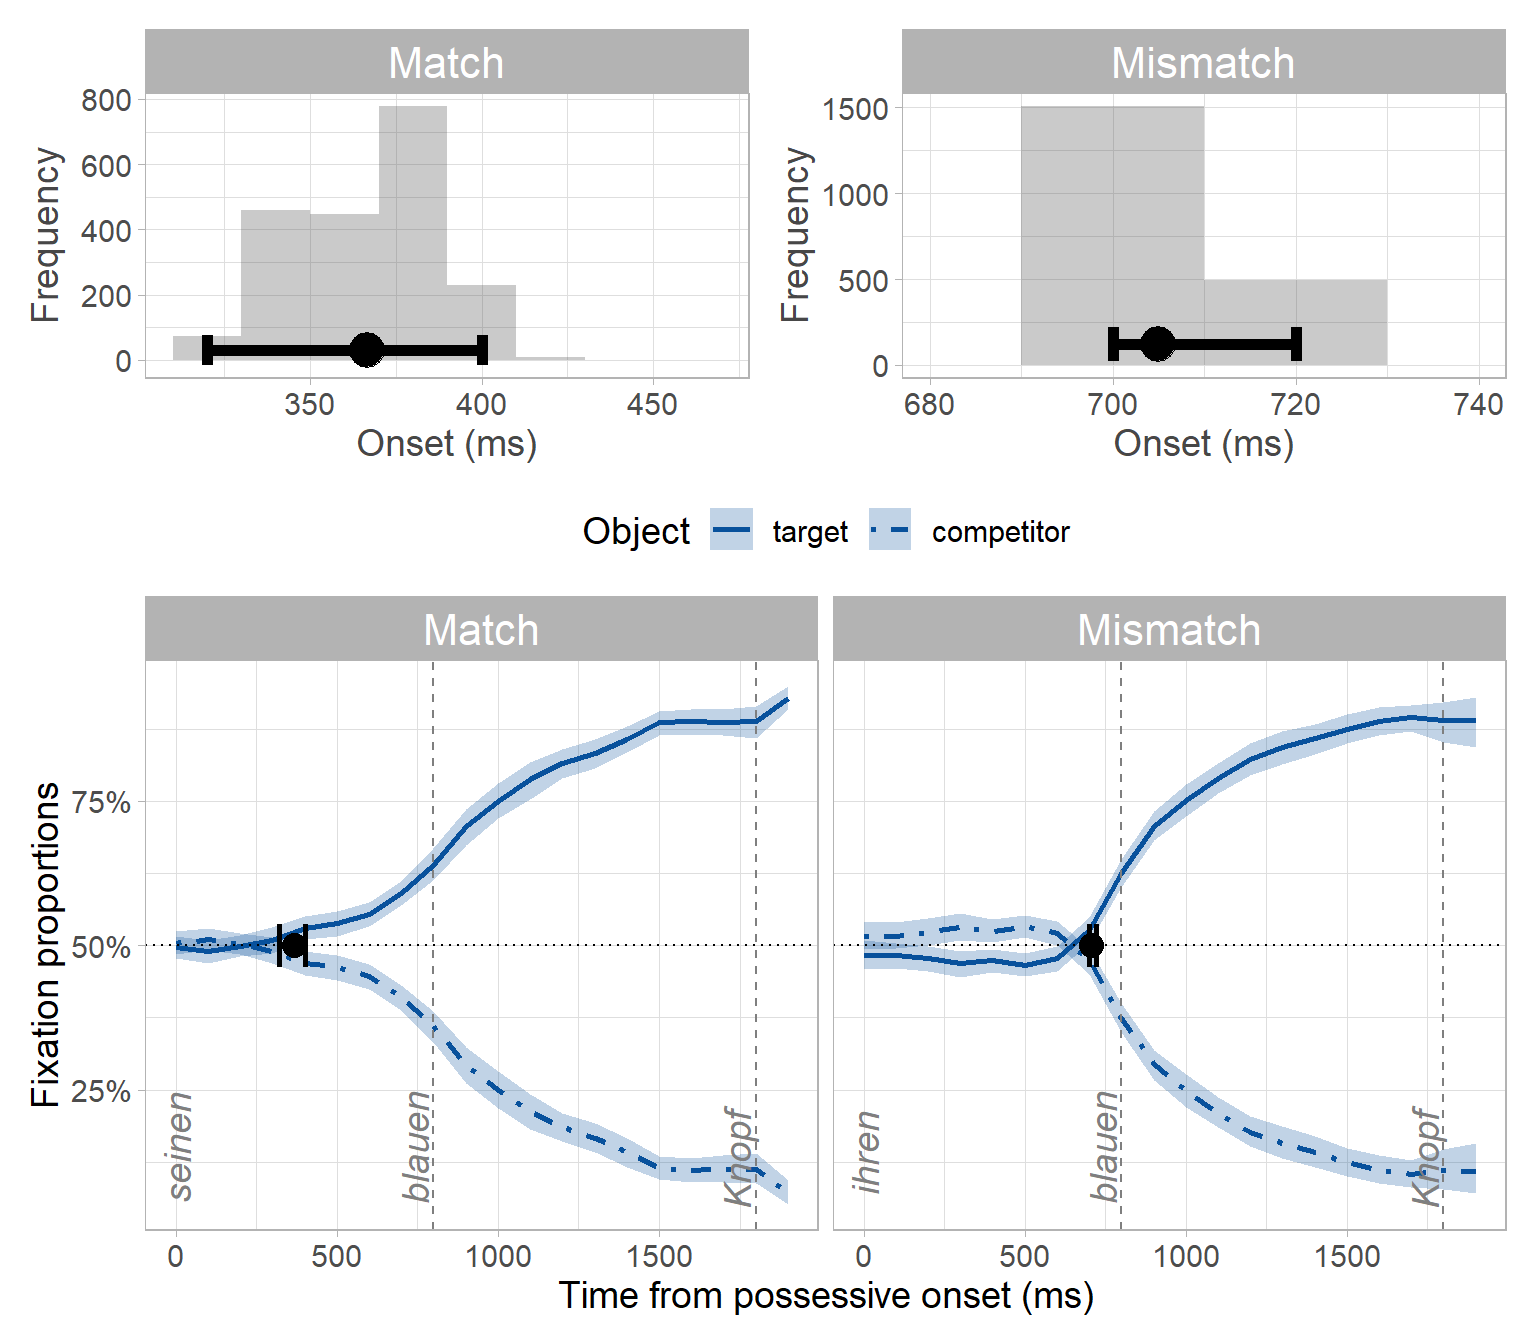 Match
Mismatch
Frequency
800
600
400
200
0
350 400 450
Onset (ms)
Frequency
1500
1000
500
0
680 700 720 740
Onset (ms)
Object target competitor
Match
Mismatch
Fixation proportions
75%
50%
25%
seinen
blauen
Knopf
ihren
blauen
Knopf
0 500 1000 1500
0 500 1000 1500
Time from possessive onset (ms)